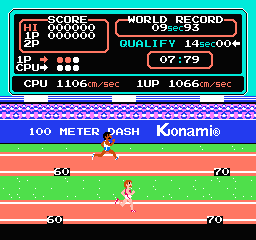 SCORE
HI 000000
1P 000000
2P
WORLD RECORD
09sec93
QUALIFY 14sec00
1P
CPU
07:79
CPU 1106cm/sec 1UP 1066cm/sec
100 METER DASH Konami®
60 70
60 70